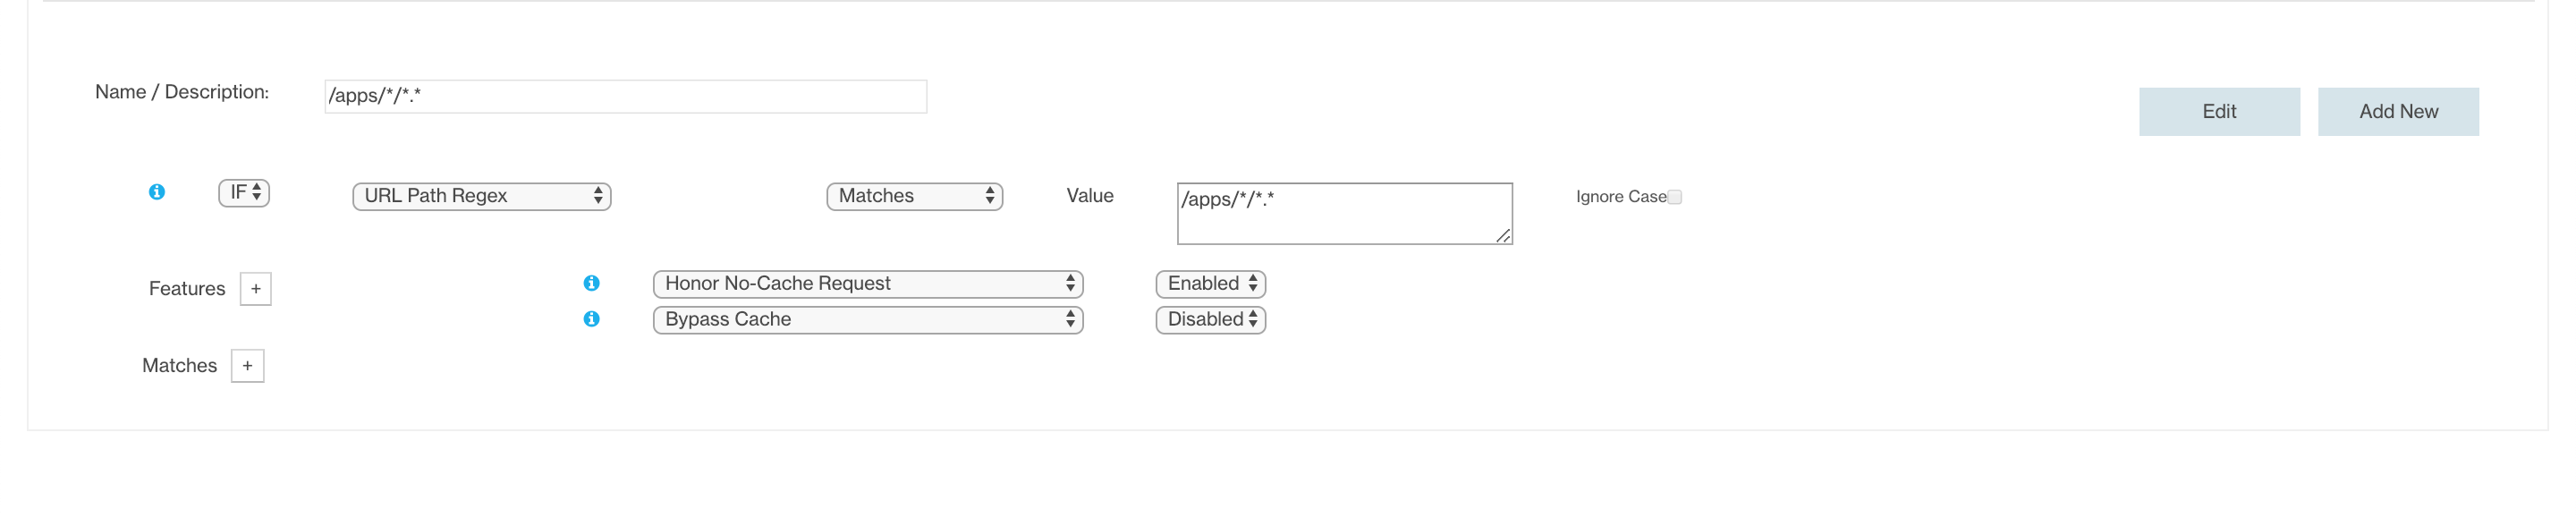 Name / Description: /apps/*/*.*
Edit Add New
IF URL Path Regex Matches Value /apps/*/*.* Ignore Case
Features + Honor No-Cache Request Enabled
Bypass Cache Disabled
Matches +